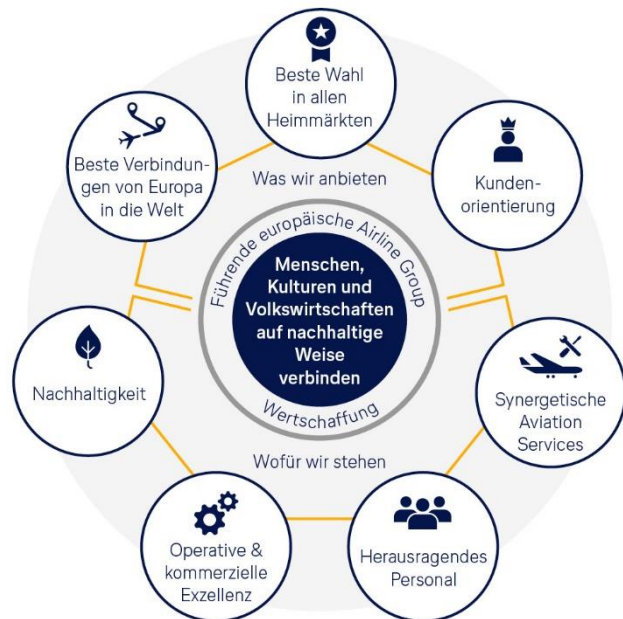 Beste Wahl
in allen
Heimmärkten
Beste Verbindun-
gen von Europa
in die Welt
Was wir anbieten
Kunden-
orientierung
Führende europäische Airline Group
Menschen,
Kulturen und
Volkswirtschaften
auf nachhaltige
Weise
verbinden
Wertschaffung
Nachhaltigkeit
Synergetische
Aviation
Services
Wofür wir stehen
Operative &
kommerzielle
Exzellenz
Herausragendes
Personal